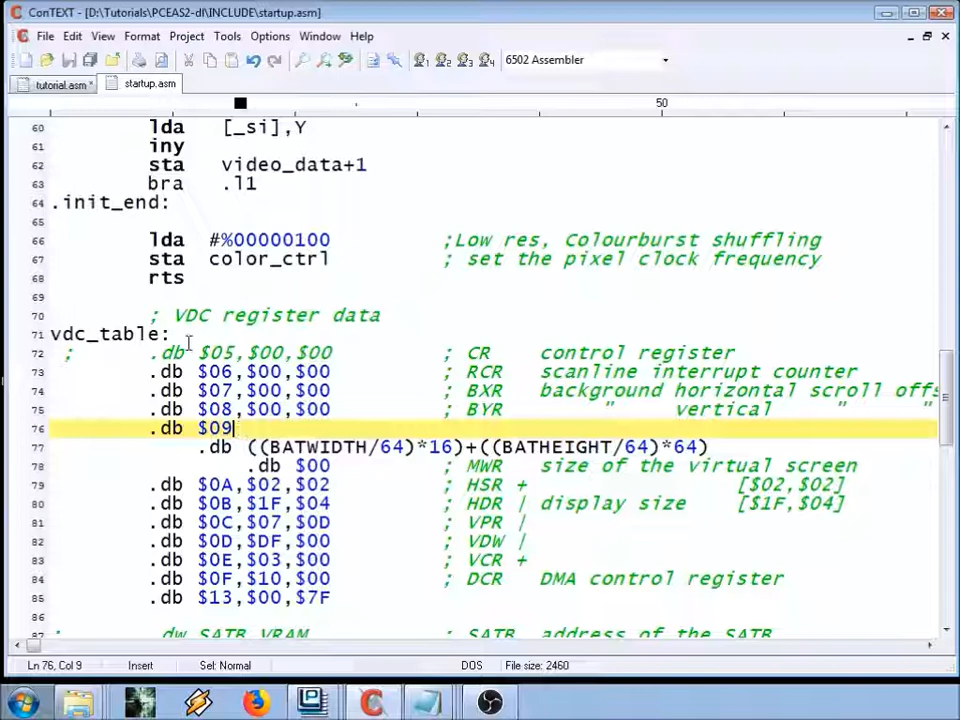 ConTEXT - [D:\Tutorials\PCEAS2-dl\INCLUDE\startup.asm]
File Edit View Format Project Tools Options Window Help
6502 Assembler
tutorial.asm * startup.asm
50
60 lda [_si],Y
61 iny
62 sta video_data+1
63 bra .l1
64 .init_end:
65
66 lda #%00000100 ;Low res, Colourburst shuffling
67 sta color_ctrl ; set the pixel clock frequency
68 rts
69
70 ; VDC register data
71 vdc_table:
72 ; .db $05,$00,$00 ; CR control register
73 .db $06,$00,$00 ; RCR scanline interrupt counter
74 .db $07,$00,$00 ; BXR background horizontal scroll offs
75 .db $08,$00,$00 ; BYR " vertical " "
76 .db $09
77 .db ((BATWIDTH/64)*16)+((BATHEIGHT/64)*64)
78 .db $00 ; MWR size of the virtual screen
79 .db $0A,$02,$02 ; HSR + [$02,$02]
80 .db $0B,$1F,$04 ; HDR | display size [$1F,$04]
81 .db $0C,$07,$0D ; VPR |
82 .db $0D,$DF,$00 ; VDW |
83 .db $0E,$03,$00 ; VCR +
84 .db $0F,$10,$00 ; DCR DMA control register
85 .db $13,$00,$7F
86
87 ; dw SATB_VRAM ; SATB address of the SATB
Ln 76, Col 9 Insert Sel: Normal DOS File size: 2460